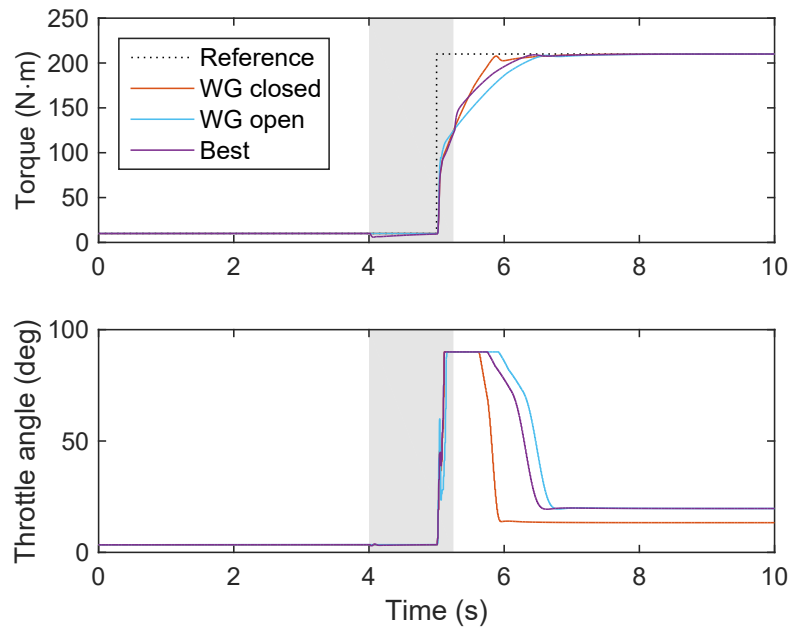 250
200
150
100
50
0
Torque (N·m)
Reference
WG closed
WG open
Best
0 2 4 6 8 10
100
50
0
Throttle angle (deg)
0 2 4 6 8 10
Time (s)